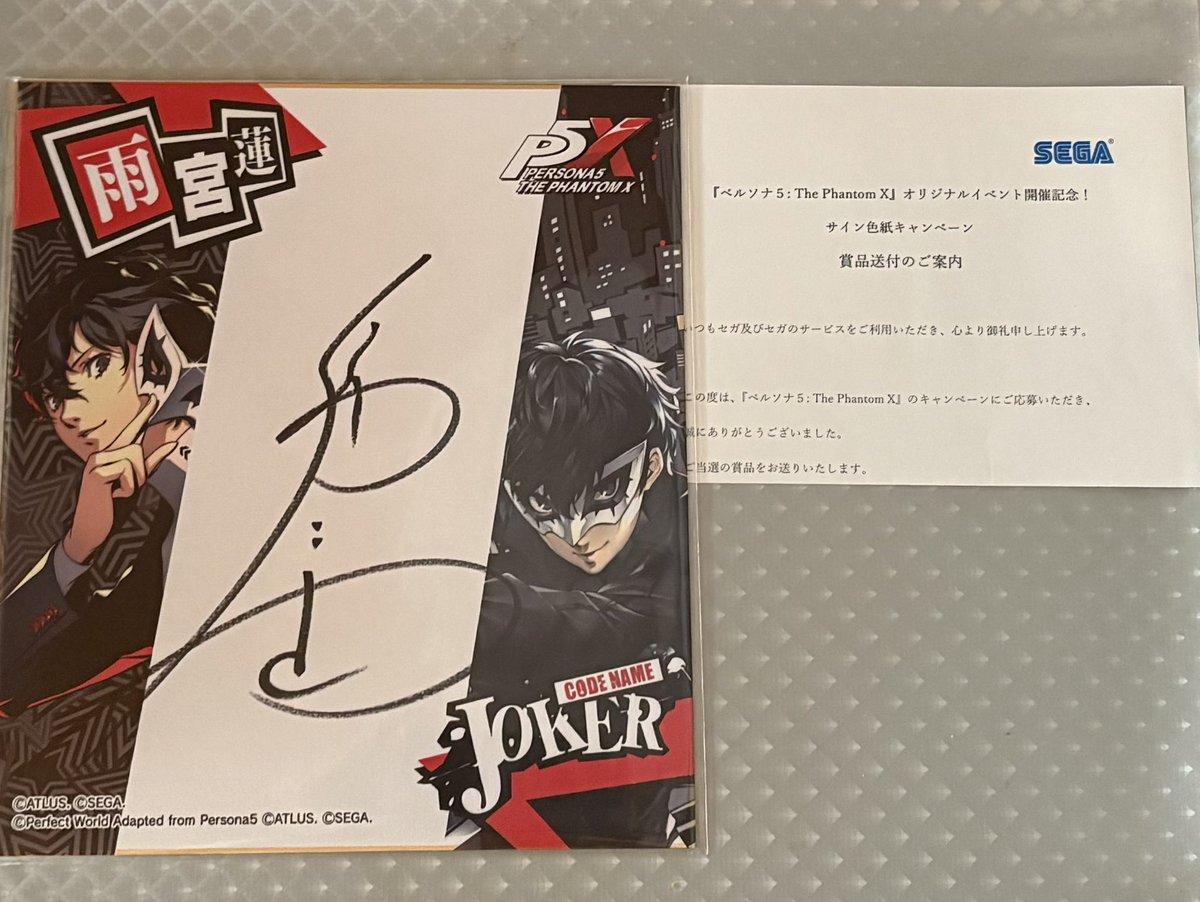 雨宮蓮
P5X
PERSONA5
THE PHANTOM X
CODE NAME
JOKER
©ATLUS. ©SEGA.
©Perfect World Adapted from Persona5 ©ATLUS. ©SEGA.
SEGA®
『ペルソナ5: The Phantom X』オリジナルイベント開催記念!
サイン色紙キャンペーン
賞品送付のご案内
いつもセガ及びセガのサービスをご利用いただき、心より御礼申し上げます。
この度は、『ペルソナ5: The Phantom X』のキャンペーンにご応募いただき、
誠にありがとうございました。
ご当選の賞品をお送りいたします。